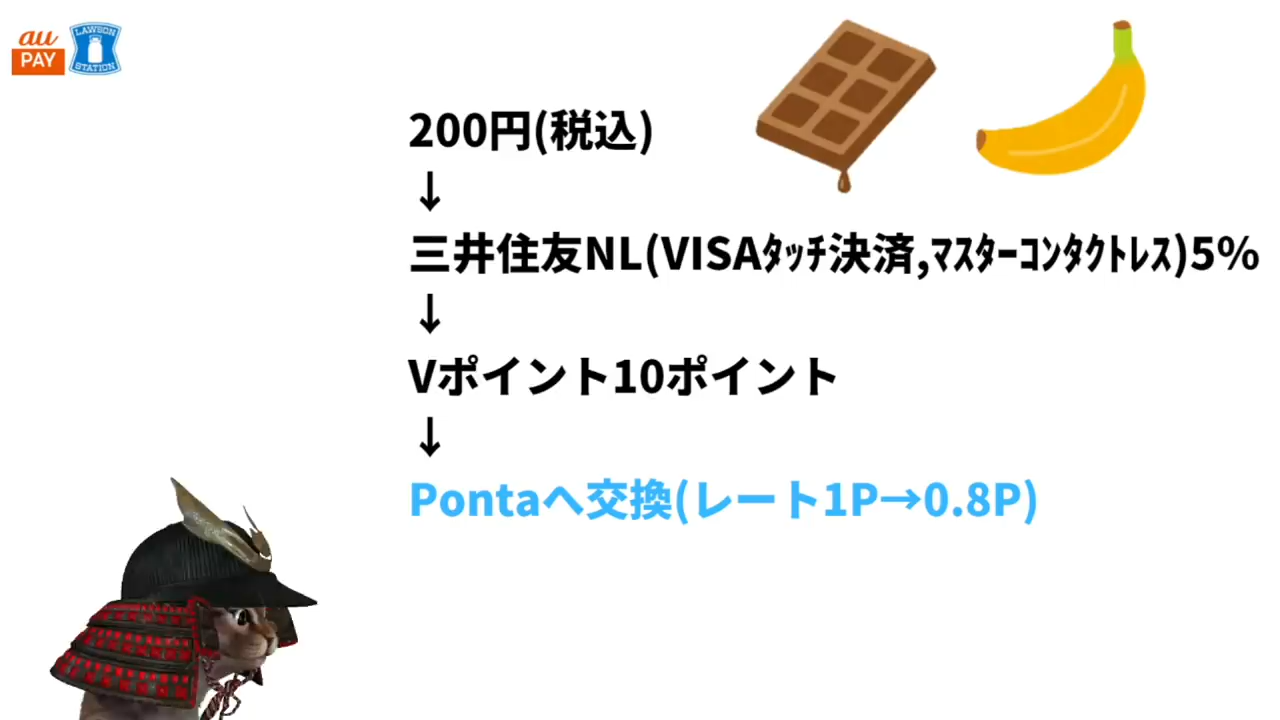 au
PAY
LAWSON
STATION
200円(税込)
↓
三井住友NL(VISAﾀｯﾁ決済,ﾏｽﾀｰｺﾝﾀｸﾄﾚｽ)5%
↓
Vポイント10ポイント
↓
Pontaへ交換(レート1P→0.8P)